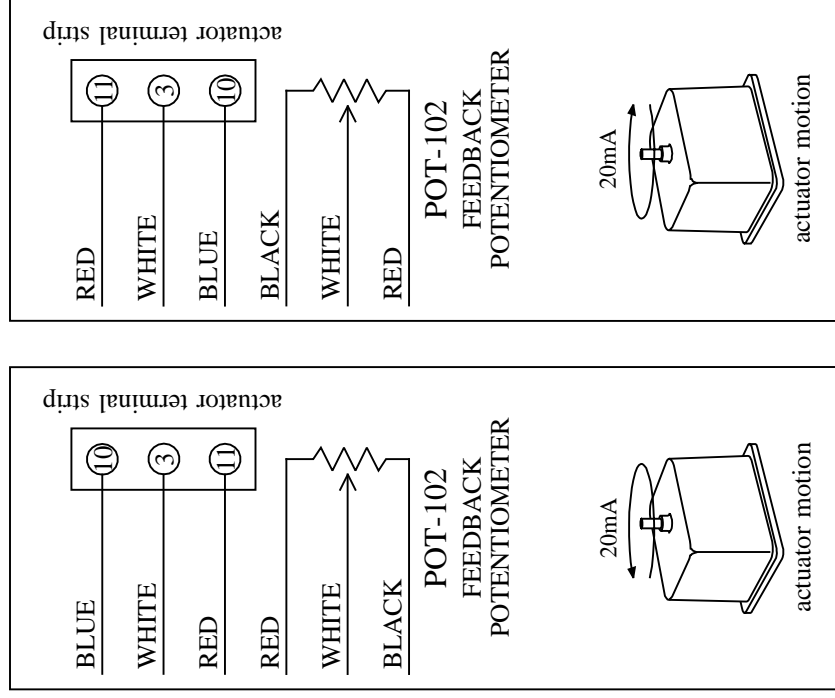 BLUE
10
WHITE
3
RED
11
actuator terminal strip
RED
WHITE
BLACK
POT-102
FEEDBACK
POTENTIOMETER
20mA
actuator motion
RED
11
WHITE
3
BLUE
10
actuator terminal strip
BLACK
WHITE
RED
POT-102
FEEDBACK
POTENTIOMETER
20mA
actuator motion